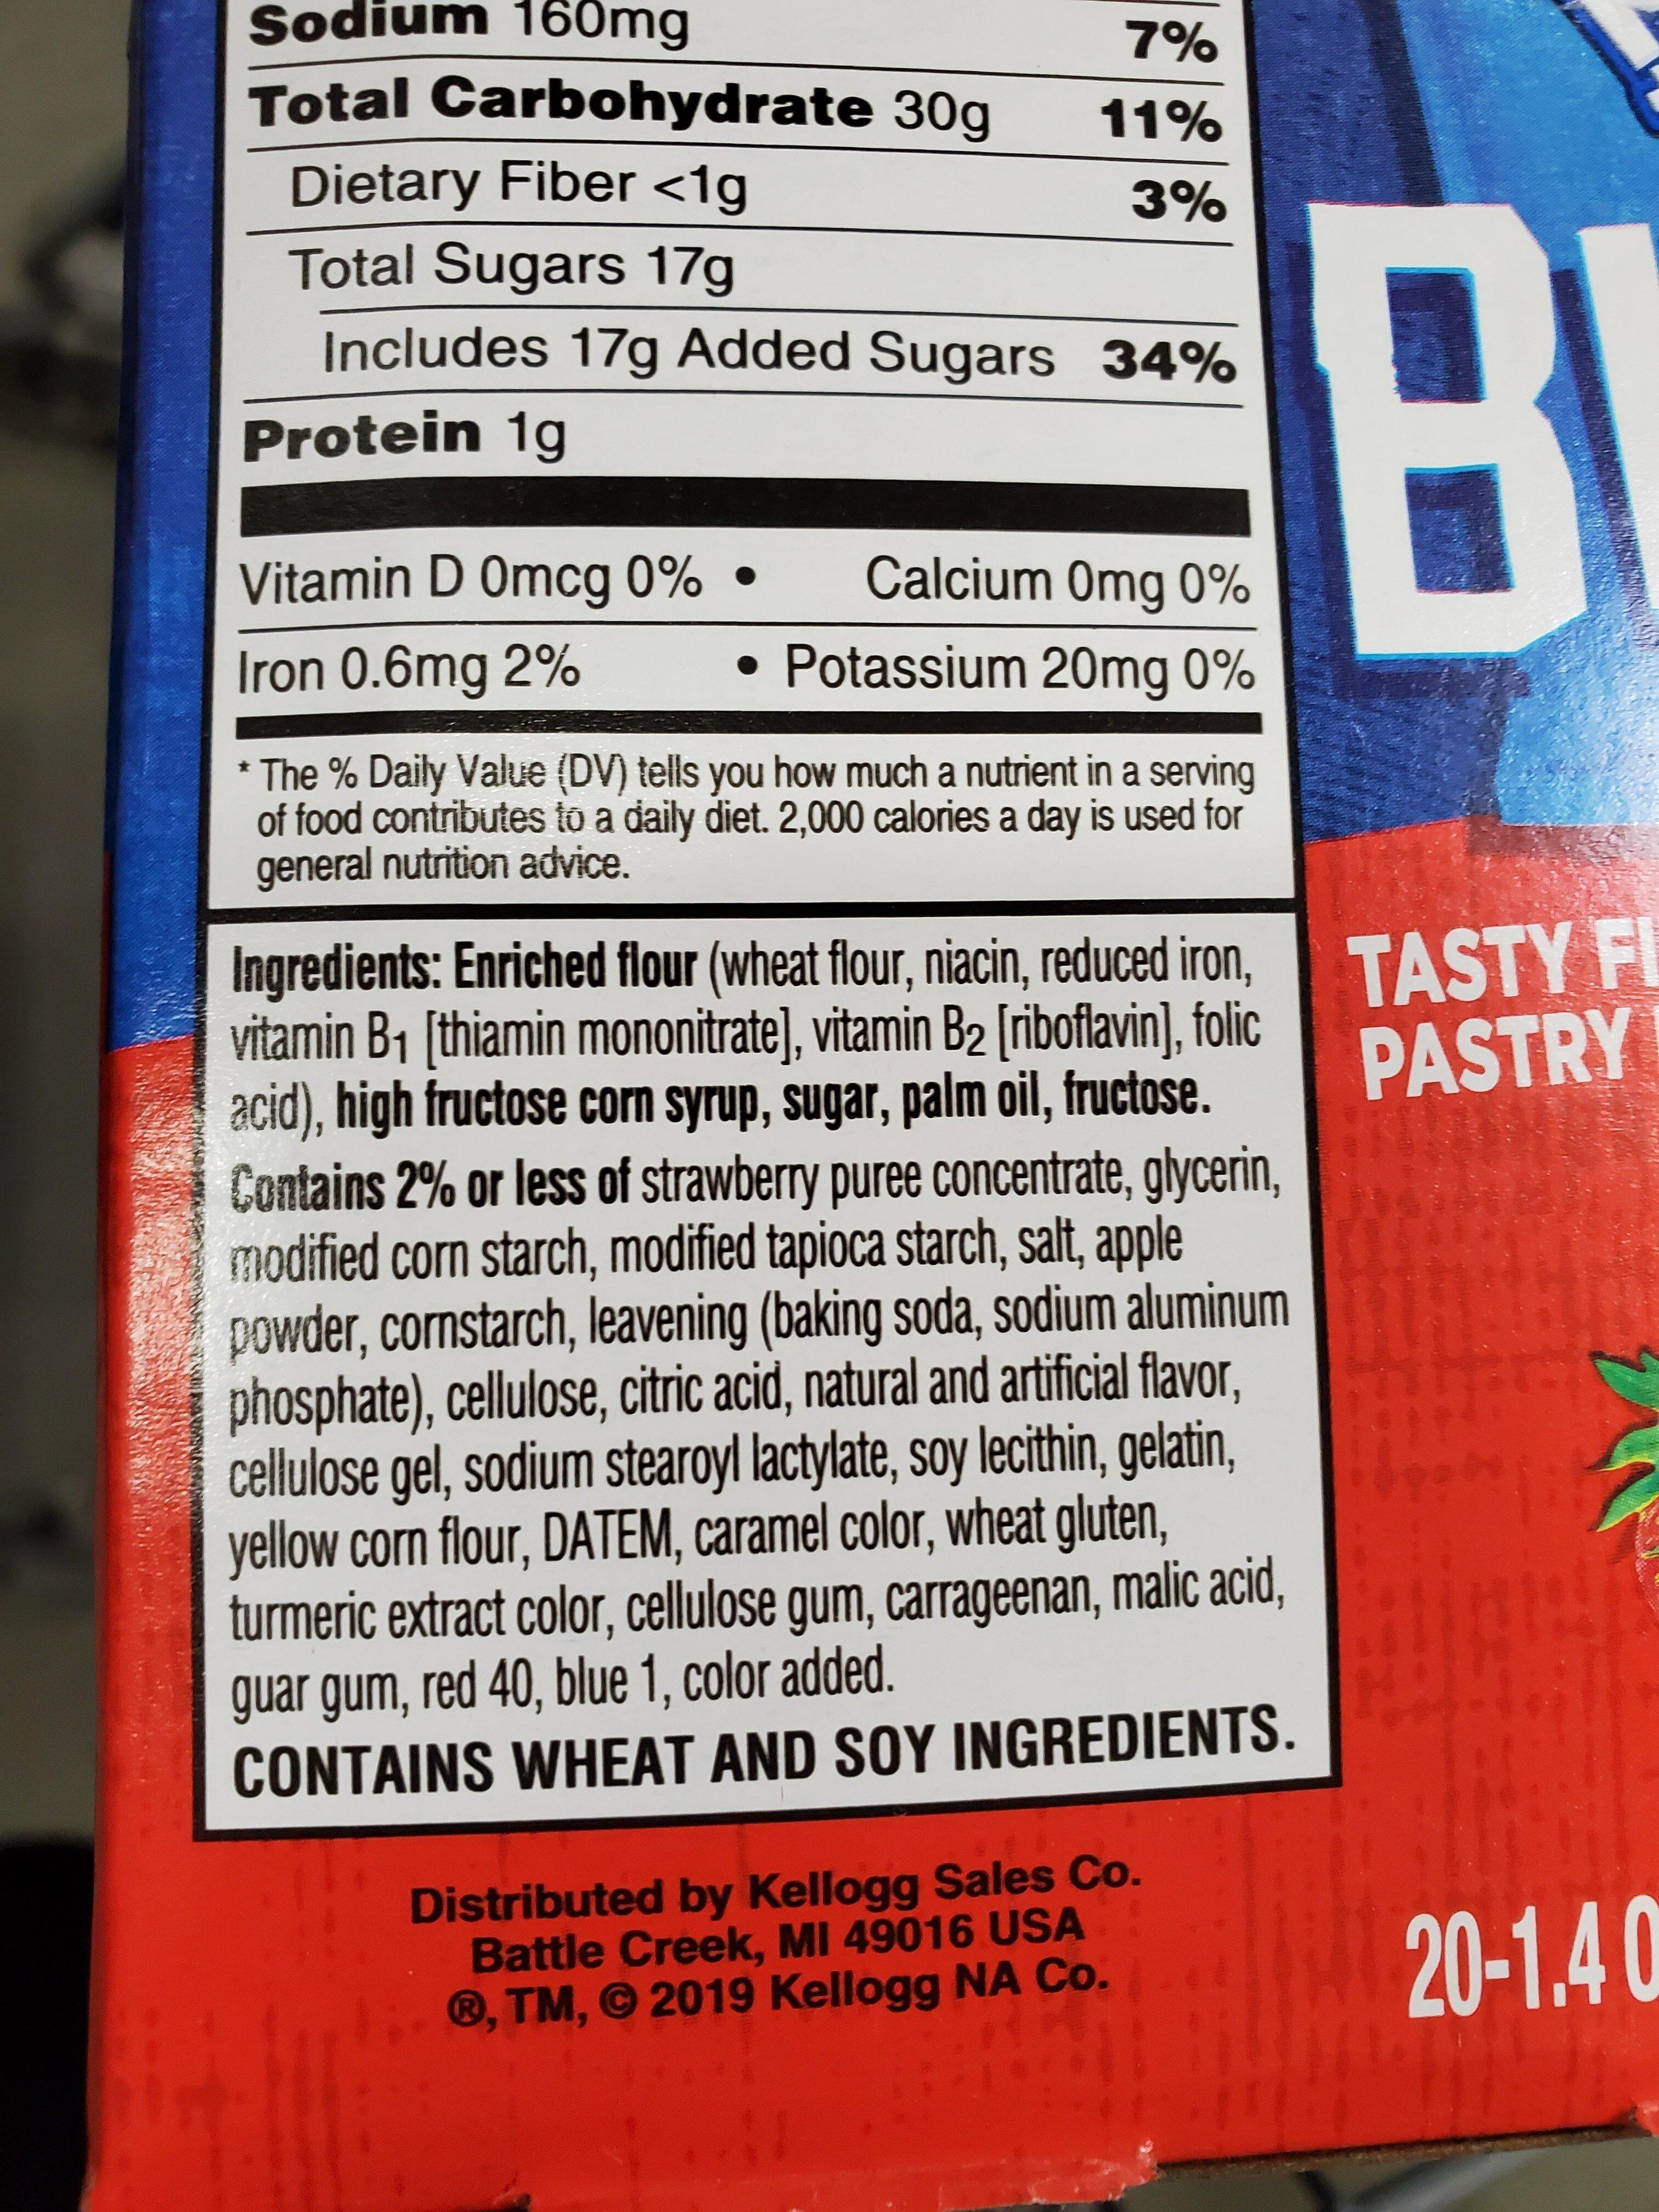 Sodium 160mg 7%
Total Carbohydrate 30g 11%
Dietary Fiber <1g 3%
Total Sugars 17g
Includes 17g Added Sugars 34%
Protein 1g
Vitamin D 0mcg 0% • Calcium 0mg 0%
Iron 0.6mg 2% • Potassium 20mg 0%
* The % Daily Value (DV) tells you how much a nutrient in a serving
of food contributes to a daily diet. 2,000 calories a day is used for
general nutrition advice.
Ingredients: Enriched flour (wheat flour, niacin, reduced iron,
vitamin B1 [thiamin mononitrate], vitamin B2 [riboflavin], folic
acid), high fructose corn syrup, sugar, palm oil, fructose.
Contains 2% or less of strawberry puree concentrate, glycerin,
modified corn starch, modified tapioca starch, salt, apple
powder, cornstarch, leavening (baking soda, sodium aluminum
phosphate), cellulose, citric acid, natural and artificial flavor,
cellulose gel, sodium stearoyl lactylate, soy lecithin, gelatin,
yellow corn flour, DATEM, caramel color, wheat gluten,
turmeric extract color, cellulose gum, carrageenan, malic acid,
guar gum, red 40, blue 1, color added.
CONTAINS WHEAT AND SOY INGREDIENTS.
Distributed by Kellogg Sales Co.
Battle Creek, MI 49016 USA
®, TM, © 2019 Kellogg NA Co.
TASTY
PASTRY
20-1.4